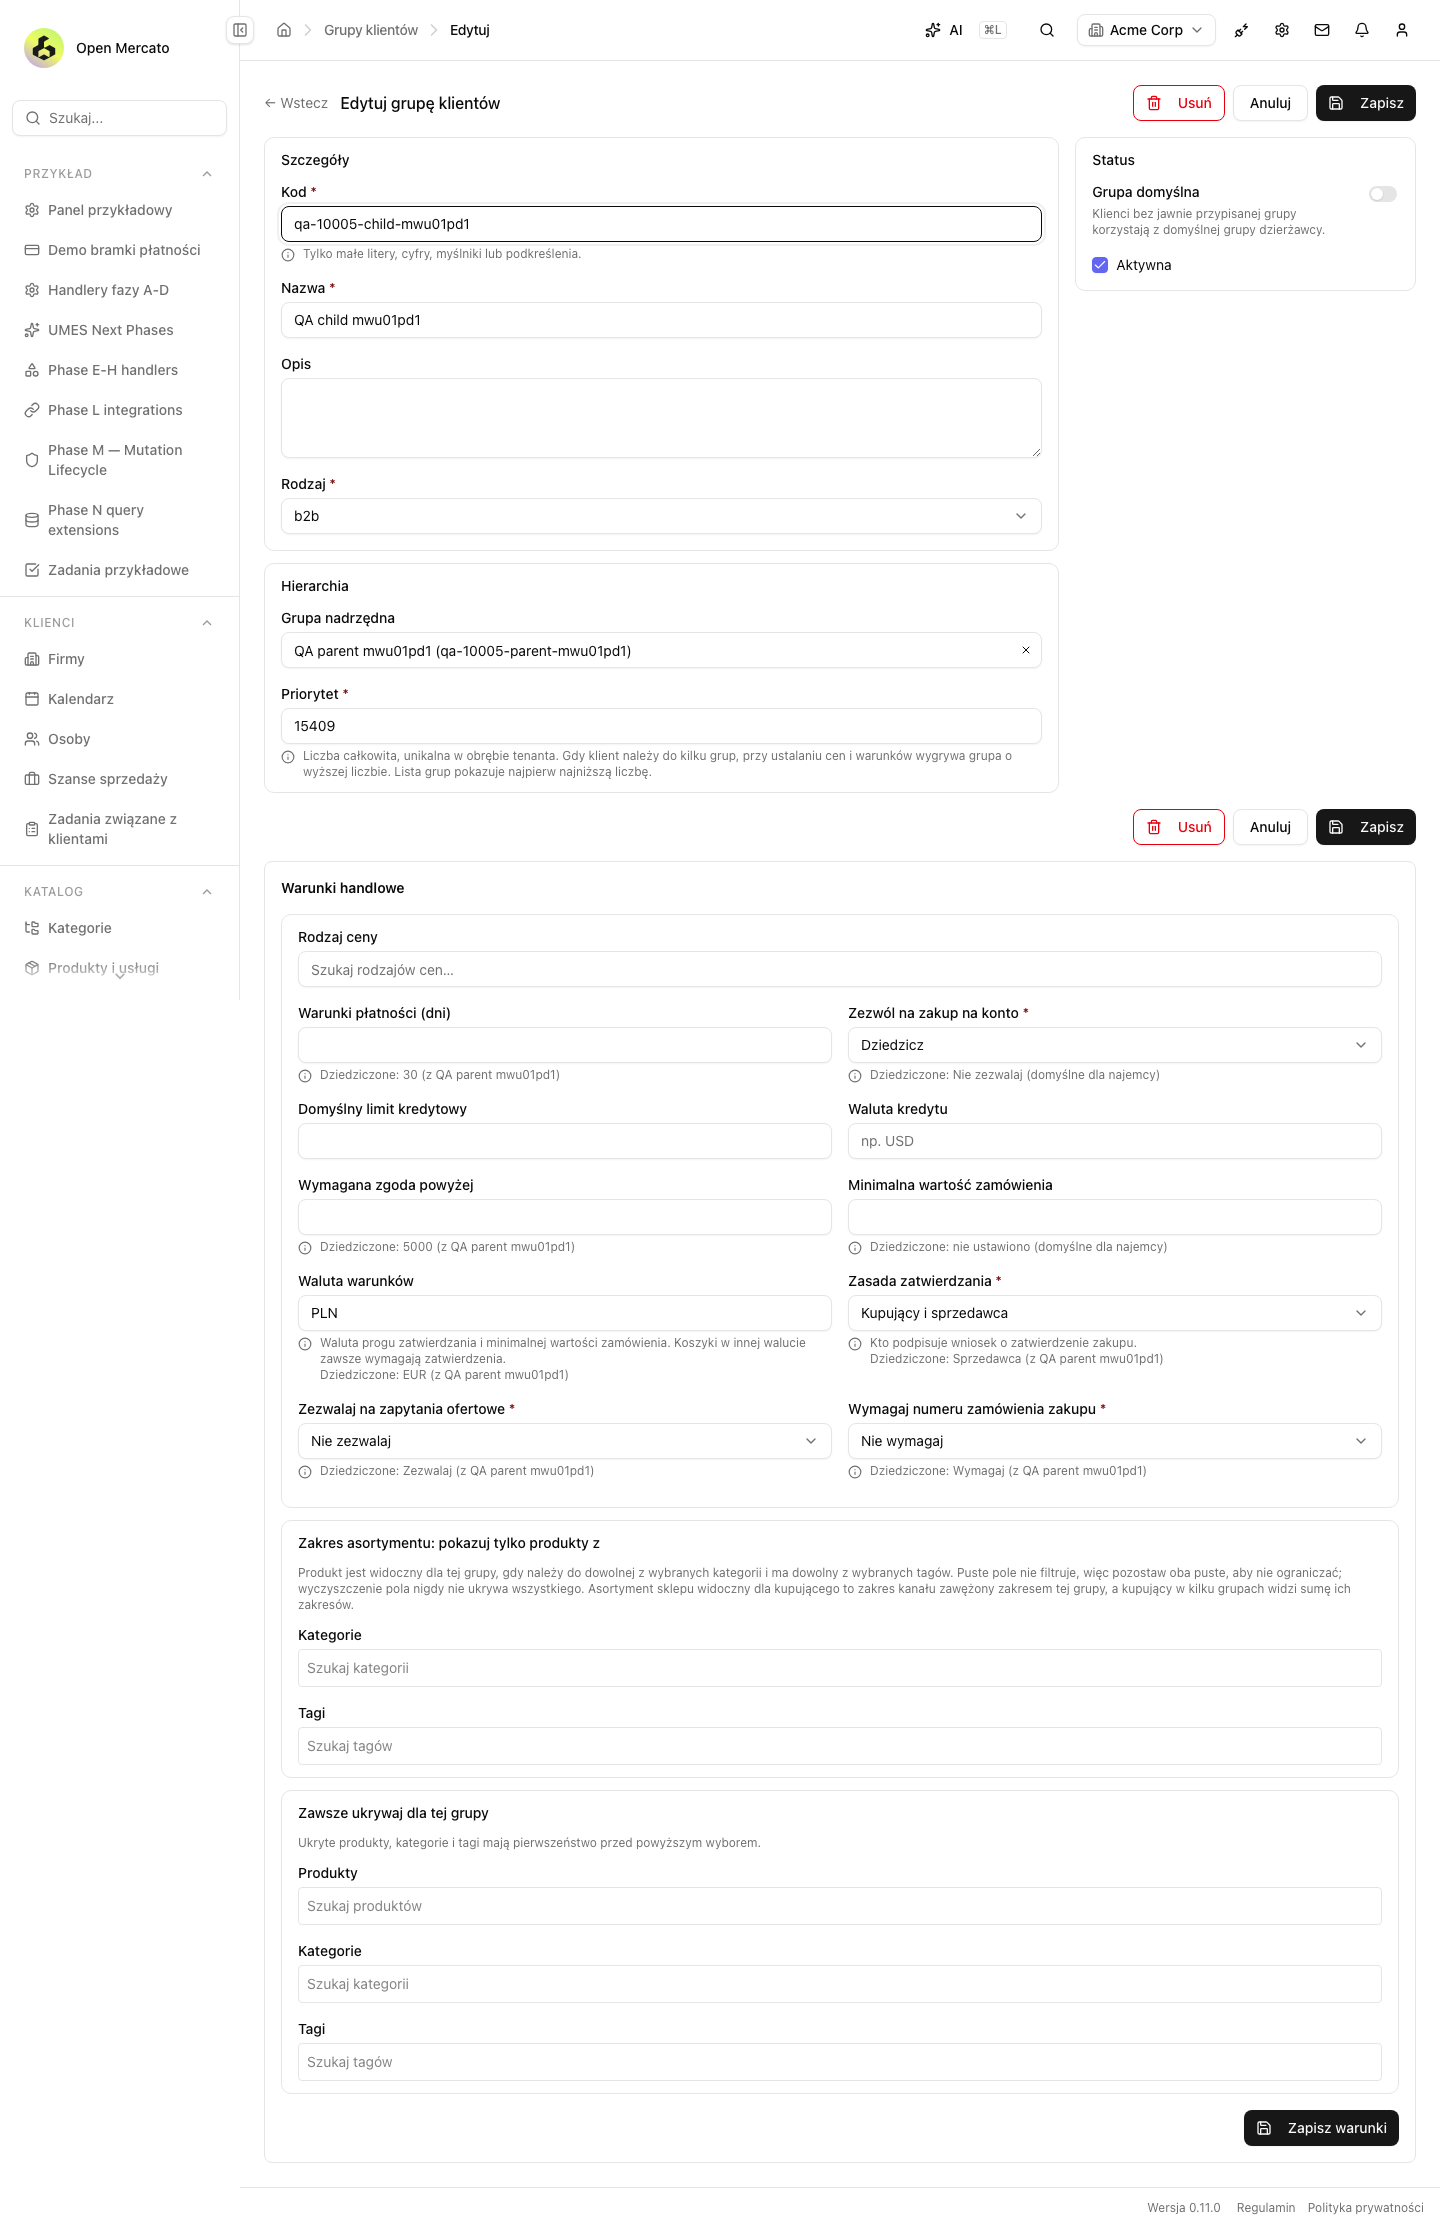 Open Mercato
Szukaj...
PRZYKŁAD
Panel przykładowy
Demo bramki płatności
Handlery fazy A-D
UMES Next Phases
Phase E-H handlers
Phase L integrations
Phase M — Mutation
Lifecycle
Phase N query
extensions
Zadania przykładowe
KLIENCI
Firmy
Kalendarz
Osoby
Szanse sprzedaży
Zadania związane z
klientami
KATALOG
Kategorie
Produkty i usługi
Grupy klientów
Edytuj
AI
⌘L
Acme Corp
← Wstecz
Edytuj grupę klientów
Usuń
Anuluj
Zapisz
Szczegóły
Kod *
qa-10005-child-mwu01pd1
Tylko małe litery, cyfry, myślniki lub podkreślenia.
Nazwa *
QA child mwu01pd1
Opis
Rodzaj *
b2b
Status
Grupa domyślna
Klienci bez jawnie przypisanej grupy
korzystają z domyślnej grupy dzierżawcy.
Aktywna
Hierarchia
Grupa nadrzędna
QA parent mwu01pd1 (qa-10005-parent-mwu01pd1)
Priorytet *
15409
Liczba całkowita, unikalna w obrębie tenanta. Gdy klient należy do kilku grup, przy ustalaniu cen i warunków wygrywa grupa o
wyższej liczbie. Lista grup pokazuje najpierw najniższą liczbę.
Usuń
Anuluj
Zapisz
Warunki handlowe
Rodzaj ceny
Szukaj rodzajów cen...
Warunki płatności (dni)
Dziedziczone: 30 (z QA parent mwu01pd1)
Zezwól na zakup na konto *
Dziedzicz
Dziedziczone: Nie zezwalaj (domyślne dla najemcy)
Domyślny limit kredytowy
Waluta kredytu
np. USD
Wymagana zgoda powyżej
Dziedziczone: 5000 (z QA parent mwu01pd1)
Minimalna wartość zamówienia
Dziedziczone: nie ustawiono (domyślne dla najemcy)
Waluta warunków
PLN
Waluta progu zatwierdzania i minimalnej wartości zamówienia. Koszyki w innej walucie
zawsze wymagają zatwierdzenia.
Dziedziczone: EUR (z QA parent mwu01pd1)
Zasada zatwierdzania *
Kupujący i sprzedawca
Kto podpisuje wniosek o zatwierdzenie zakupu.
Dziedziczone: Sprzedawca (z QA parent mwu01pd1)
Zezwalaj na zapytania ofertowe *
Nie zezwalaj
Dziedziczone: Zezwalaj (z QA parent mwu01pd1)
Wymagaj numeru zamówienia zakupu *
Nie wymagaj
Dziedziczone: Wymagaj (z QA parent mwu01pd1)
Zakres asortymentu: pokazuj tylko produkty z
Produkt jest widoczny dla tej grupy, gdy należy do dowolnej z wybranych kategorii i ma dowolny z wybranych tagów. Puste pole nie filtruje, więc pozostaw oba puste, aby nie ograniczać;
wyczyszczenie pola nigdy nie ukrywa wszystkiego. Asortyment sklepu widoczny dla kupującego to zakres kanału zawężony zakresem tej grupy, a kupujący w kilku grupach widzi sumę ich
zakresów.
Kategorie
Szukaj kategorii
Tagi
Szukaj tagów
Zawsze ukrywaj dla tej grupy
Ukryte produkty, kategorie i tagi mają pierwszeństwo przed powyższym wyborem.
Produkty
Szukaj produktów
Kategorie
Szukaj kategorii
Tagi
Szukaj tagów
Zapisz warunki
Wersja 0.11.0
Regulamin
Polityka prywatności